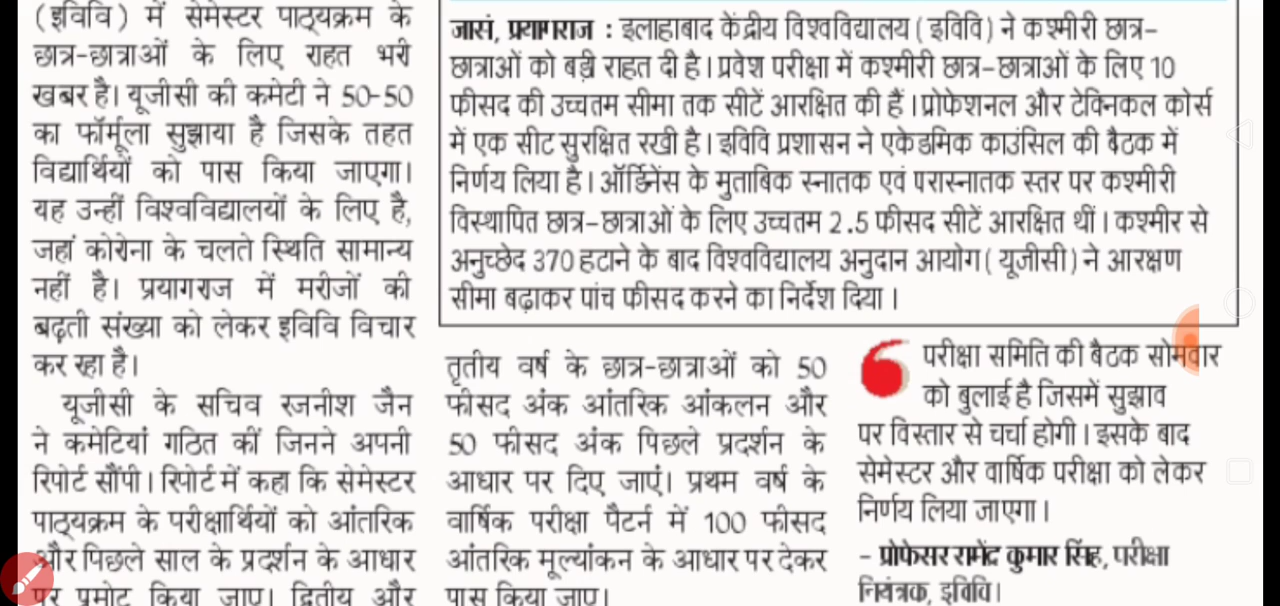 (इविवि) में सेमेस्टर पाठ्यक्रम के
छात्र-छात्राओं के लिए राहत भरी
खबर है। यूजीसी की कमेटी ने 50-50
का फॉर्मूला सुझाया है जिसके तहत
विद्यार्थियों को पास किया जाएगा।
यह उन्हीं विश्वविद्यालयों के लिए है,
जहां कोरोना के चलते स्थिति सामान्य
नहीं है। प्रयागराज में मरीजों की
बढ़ती संख्या को लेकर इविवि विचार
कर रहा है।
यूजीसी के सचिव रजनीश जैन
ने कमेटियां गठित कीं जिनने अपनी
रिपोर्ट सौंपी। रिपोर्ट में कहा कि सेमेस्टर
पाठ्यक्रम के परीक्षार्थियों को आंतरिक
और पिछले साल के प्रदर्शन के आधार
पर प्रमोट किया जाए। द्वितीय और
जासं, प्रयागराज : इलाहाबाद केंद्रीय विश्वविद्यालय ( इविवि ) ने कश्मीरी छात्र-
छात्राओं को बड़ी राहत दी है। प्रवेश परीक्षा में कश्मीरी छात्र-छात्राओं के लिए 10
फीसद की उच्चतम सीमा तक सीटें आरक्षित की हैं। प्रोफेशनल और टेक्निकल कोर्स
में एक सीट सुरक्षित रखी है। इविवि प्रशासन ने एकेडमिक काउंसिल की बैठक में
निर्णय लिया है। ऑर्डिनेंस के मुताबिक स्नातक एवं परास्नातक स्तर पर कश्मीरी
विस्थापित छात्र-छात्राओं के लिए उच्चतम 2.5 फीसद सीटें आरक्षित थीं। कश्मीर से
अनुच्छेद 370 हटाने के बाद विश्वविद्यालय अनुदान आयोग ( यूजीसी ) ने आरक्षण
सीमा बढ़ाकर पांच फीसद करने का निर्देश दिया।
तृतीय वर्ष के छात्र-छात्राओं को 50
फीसद अंक आंतरिक आंकलन और
50 फीसद अंक पिछले प्रदर्शन के
आधार पर दिए जाएं। प्रथम वर्ष के
वार्षिक परीक्षा पैटर्न में 100 फीसद
आंतरिक मूल्यांकन के आधार पर देकर
पास किया जाए।
परीक्षा समिति की बैठक सोमवार
को बुलाई है जिसमें सुझाव
पर विस्तार से चर्चा होगी। इसके बाद
सेमेस्टर और वार्षिक परीक्षा को लेकर
निर्णय लिया जाएगा।
- प्रोफेसर रामेंद्र कुमार सिंह, परीक्षा
नियंत्रक, इविवि।